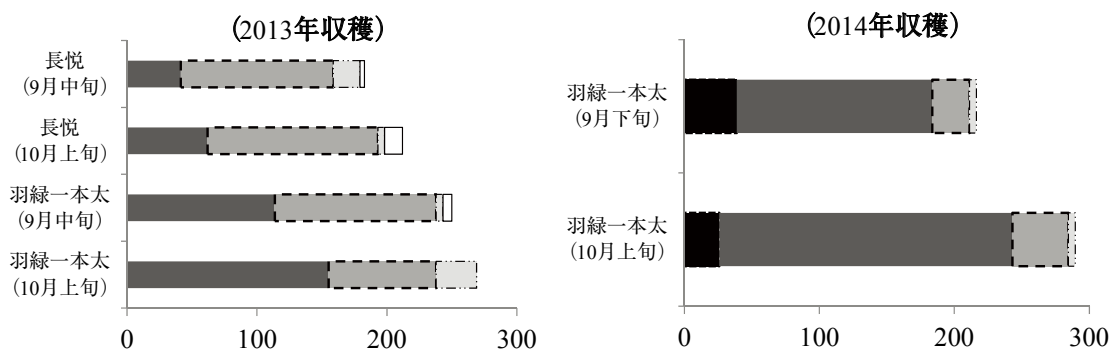 (2013年収穫)
長悦
(9月中旬)
長悦
(10月上旬)
羽緑一本太
(9月中旬)
羽緑一本太
(10月上旬)
0 100 200 300
(2014年収穫)
羽緑一本太
(9月下旬)
羽緑一本太
(10月上旬)
0 100 200 300